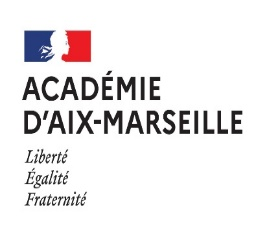 ACADÉMIE
D'AIX-MARSEILLE
Liberté
Égalité
Fraternité